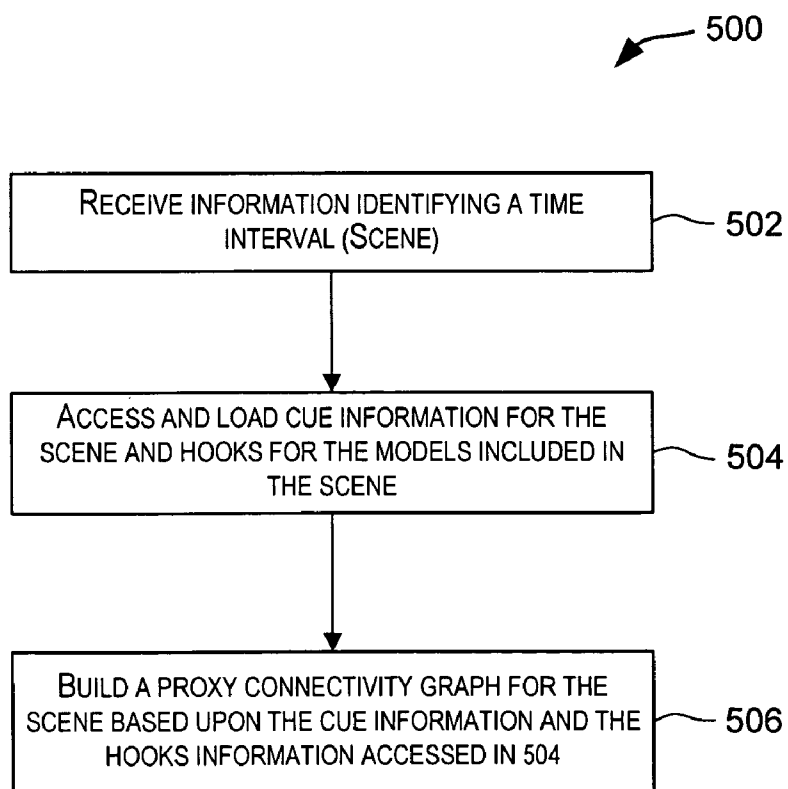 500
RECEIVE INFORMATION IDENTIFYING A TIME
INTERVAL (SCENE)
502
ACCESS AND LOAD CUE INFORMATION FOR THE
SCENE AND HOOKS FOR THE MODELS INCLUDED IN
THE SCENE
504
BUILD A PROXY CONNECTIVITY GRAPH FOR THE
SCENE BASED UPON THE CUE INFORMATION AND THE
HOOKS INFORMATION ACCESSED IN 504
506